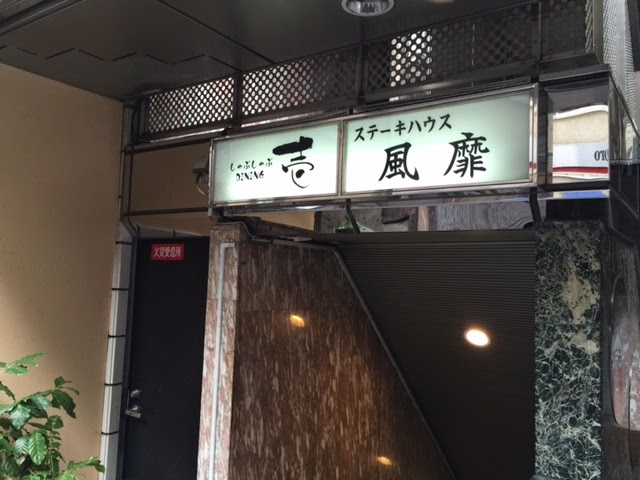 しゃぶしゃぶ
DINING
壱
ステーキハウス
風靡
火災受信所